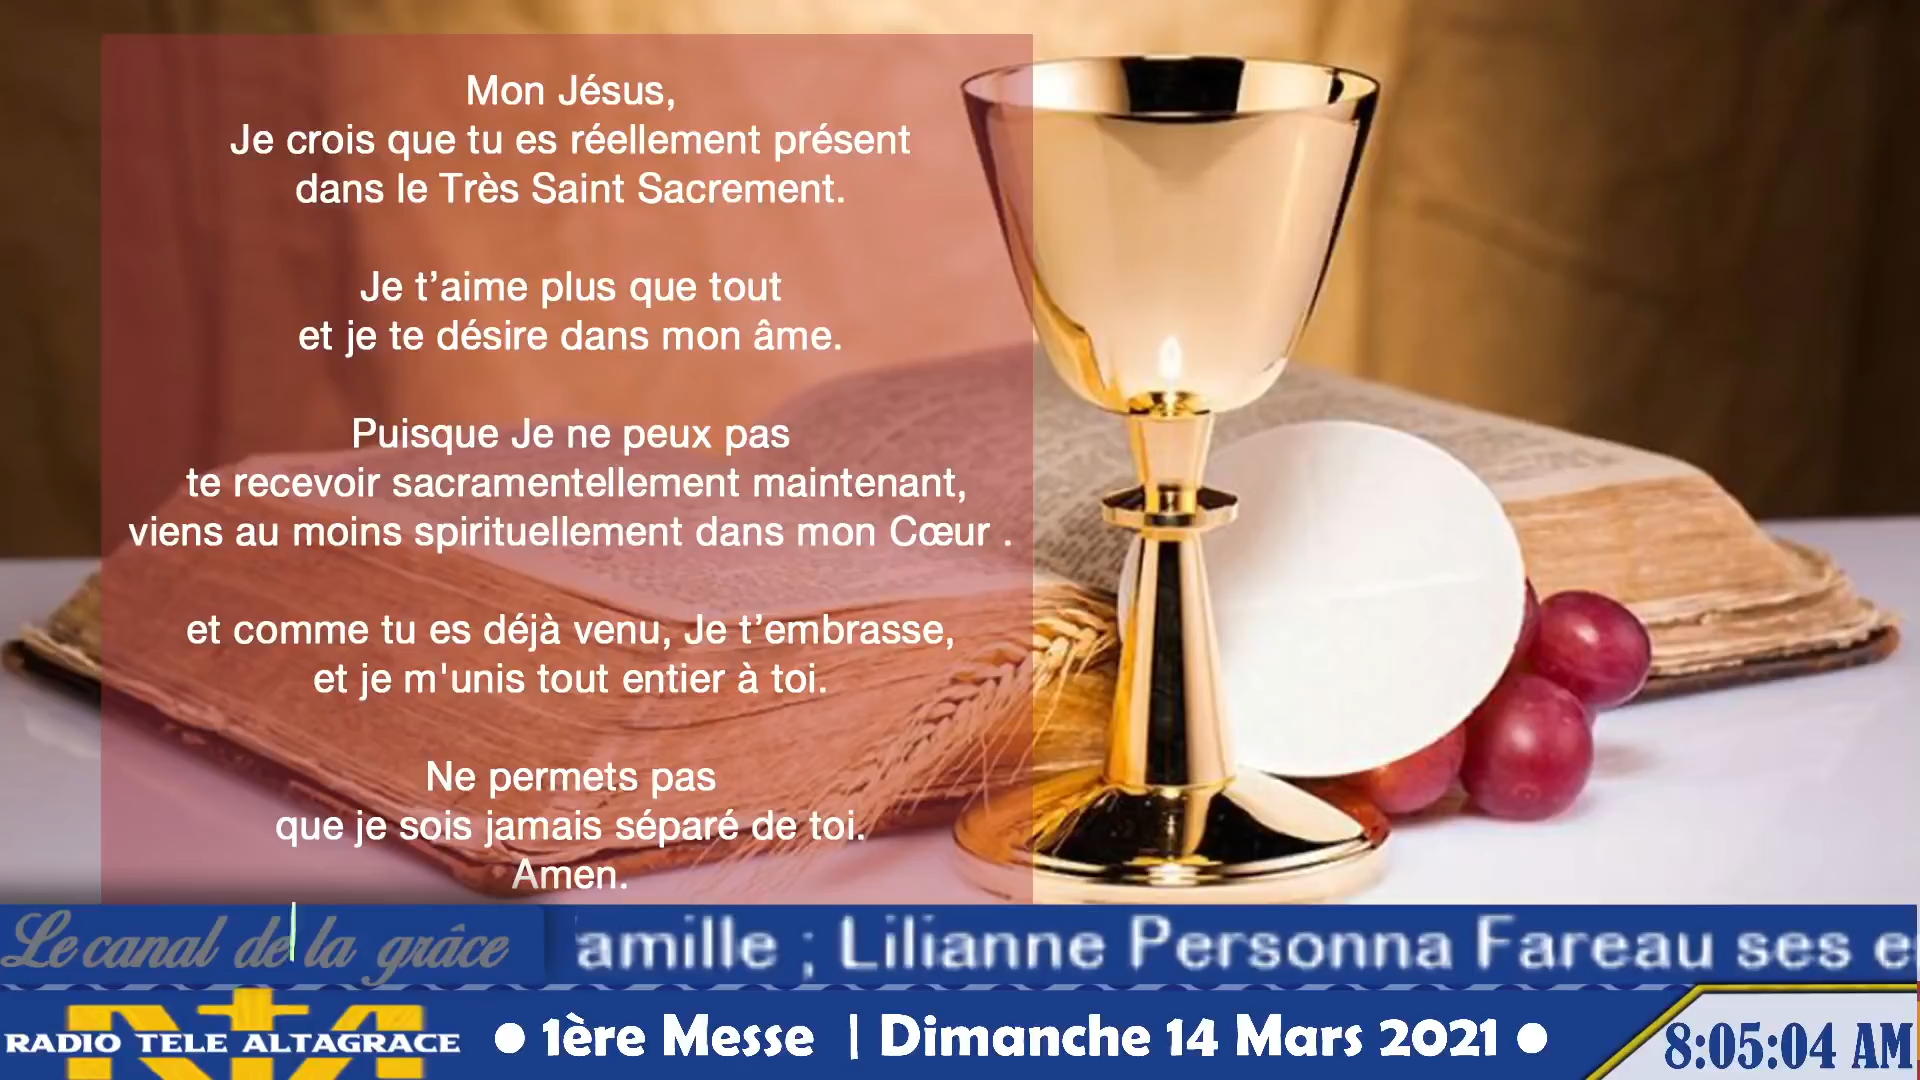 Mon Jésus,
Je crois que tu es réellement présent
dans le Très Saint Sacrement.
Je t’aime plus que tout
et je te désire dans mon âme.
Puisque Je ne peux pas
te recevoir sacramentellement maintenant,
viens au moins spirituellement dans mon Cœur .
et comme tu es déjà venu, Je t’embrasse,
et je m'unis tout entier à toi.
Ne permets pas
que je sois jamais séparé de toi.
Amen.
Le canal de la grâce
amille ; Lilianne Personna Fareau ses e
RADIO TELE ALTAGRACE
● 1ère Messe | Dimanche 14 Mars 2021 ●
8:05:04 AM